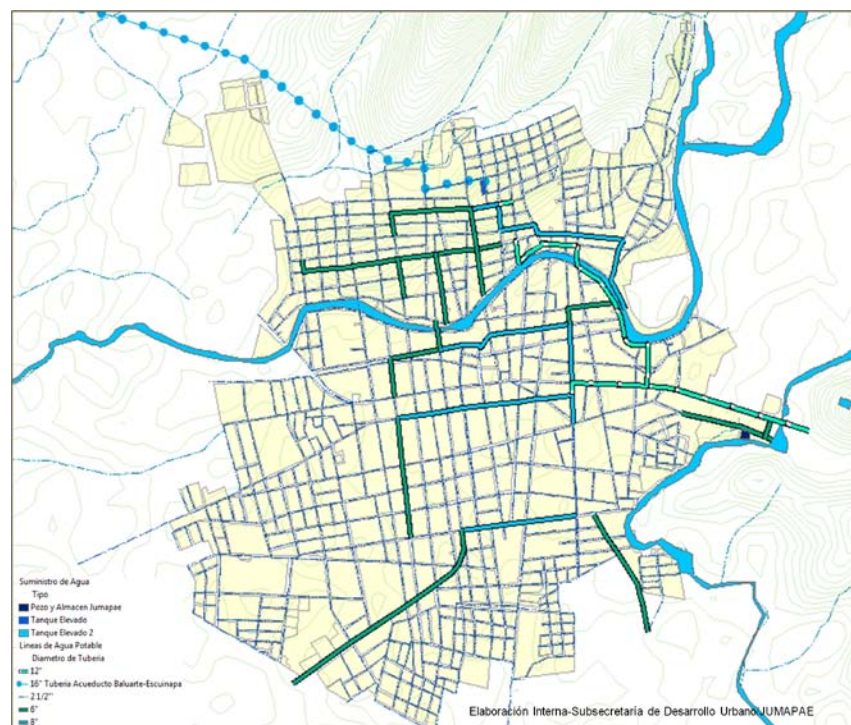 Suministro de Agua
Tipo
Pozo y Almacen Jumapae
Tanque Elevado
Tanque Elevado 2
Lineas de Agua Potable
Diametro de Tuberia
12"
16" Tuberia Acueducto Baluarte-Escuinapa
2 1/2"
6"
8"
Elaboración Interna-Subsecretaría de Desarrollo Urbano/JUMAPAE